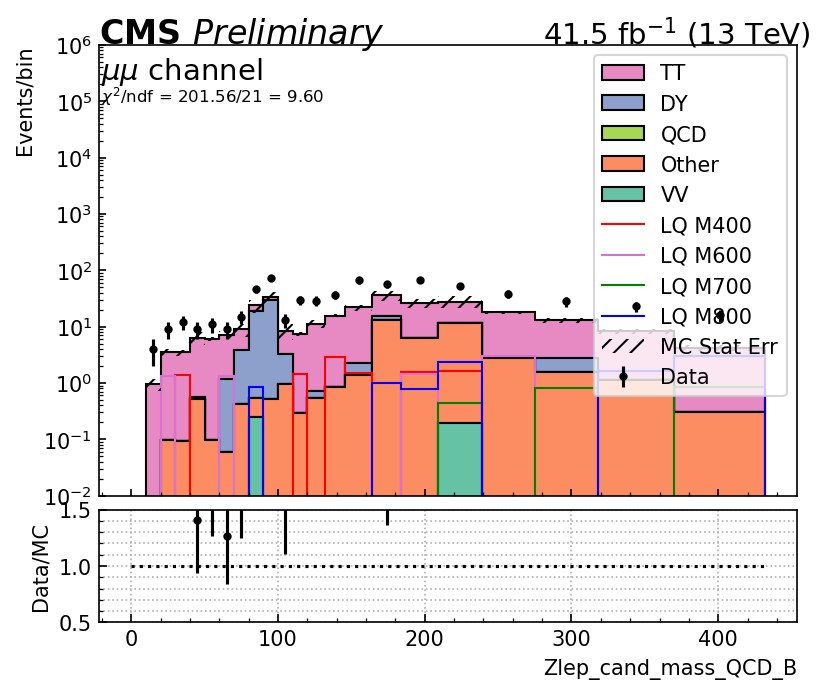 CMS Preliminary 41.5 fb⁻¹ (13 TeV)
μμ channel
χ²/ndf = 201.56/21 = 9.60
Events/bin
10⁶
10⁵
10⁴
10³
10²
10¹
10⁰
10⁻¹
10⁻²
TT
DY
QCD
Other
VV
LQ M400
LQ M600
LQ M700
LQ M800
MC Stat Err
Data
Data/MC
1.5
1.0
0.5
0 100 200 300 400
Zlep_cand_mass_QCD_B